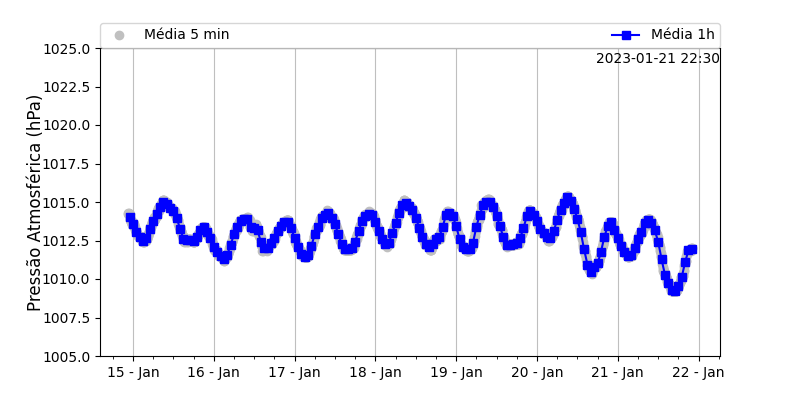 Média 5 min
Média 1h
2023-01-21 22:30
Pressão Atmosférica (hPa)
1025.0
1022.5
1020.0
1017.5
1015.0
1012.5
1010.0
1007.5
1005.0
15 - Jan
16 - Jan
17 - Jan
18 - Jan
19 - Jan
20 - Jan
21 - Jan
22 - Jan